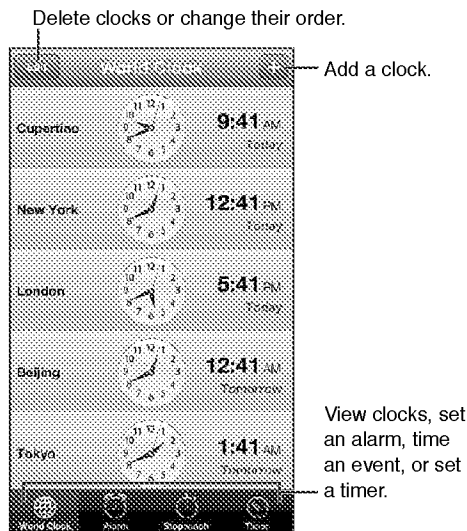 Delete clocks or change their order.
World Clock
+
Add a clock.
Cupertino
9:41 AM
Today
New York
12:41 PM
Today
London
5:41 PM
Today
Beijing
12:41 AM
Tomorrow
Tokyo
1:41 AM
Tomorrow
View clocks, set
an alarm, time
an event, or set
a timer.
World Clock Alarm Stopwatch Timer